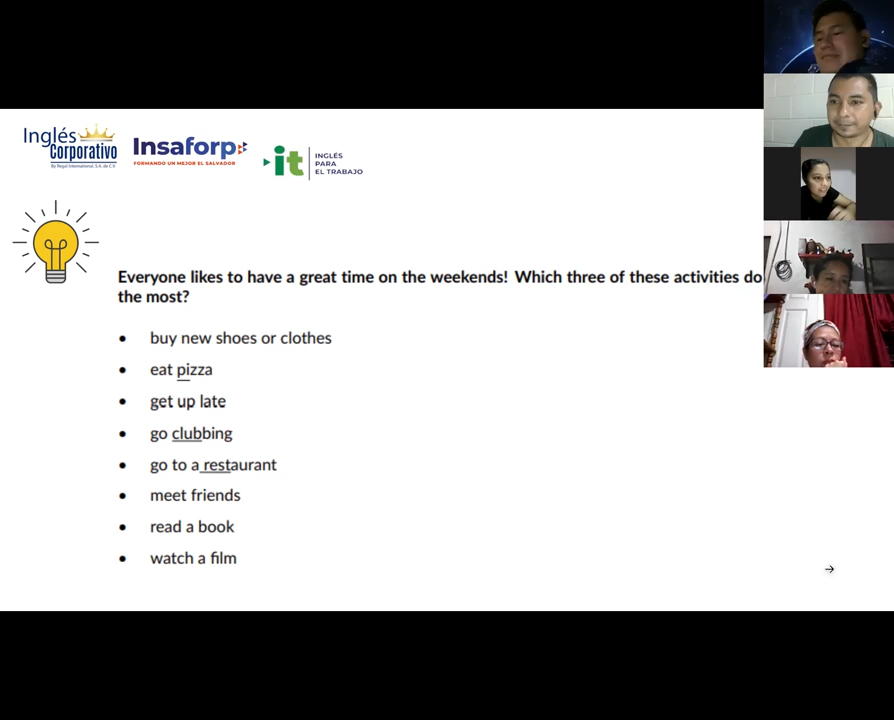 Inglés
Corporativo
By Regal International, S.A. de C.V.
Insaforp
FORMANDO UN MEJOR EL SALVADOR
it
INGLÉS
PARA
EL TRABAJO
Everyone likes to have a great time on the weekends! Which three of these activities do
the most?
• buy new shoes or clothes
• eat pizza
• get up late
• go clubbing
• go to a restaurant
• meet friends
• read a book
• watch a film